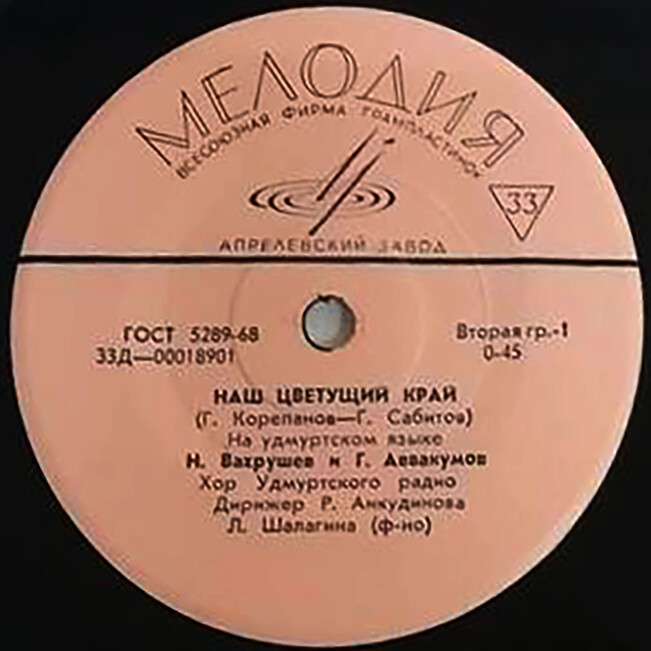 МЕЛОДИЯ
ВСЕСОЮЗНАЯ ФИРМА ГРАМПЛАСТИНОК
33
АПРЕЛЕВСКИЙ ЗАВОД
ГОСТ 5289-68
33Д—00018901
Вторая гр.-1
0-45
НАШ ЦВЕТУЩИЙ КРАЙ
(Г. Корепанов—Г. Сабитов)
На удмуртском языке
Н. Вахрушев и Г. Аввакумов
Хор Удмуртского радио
Дирижер Р. Анкудинова
Л. Шалагина (ф-но)